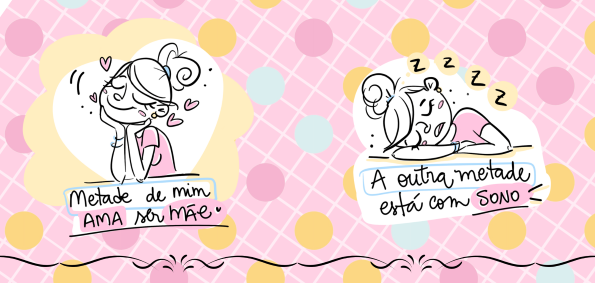 Metade de mim
AMA ser MÃE
Z Z Z Z
A outra metade
está com SONO